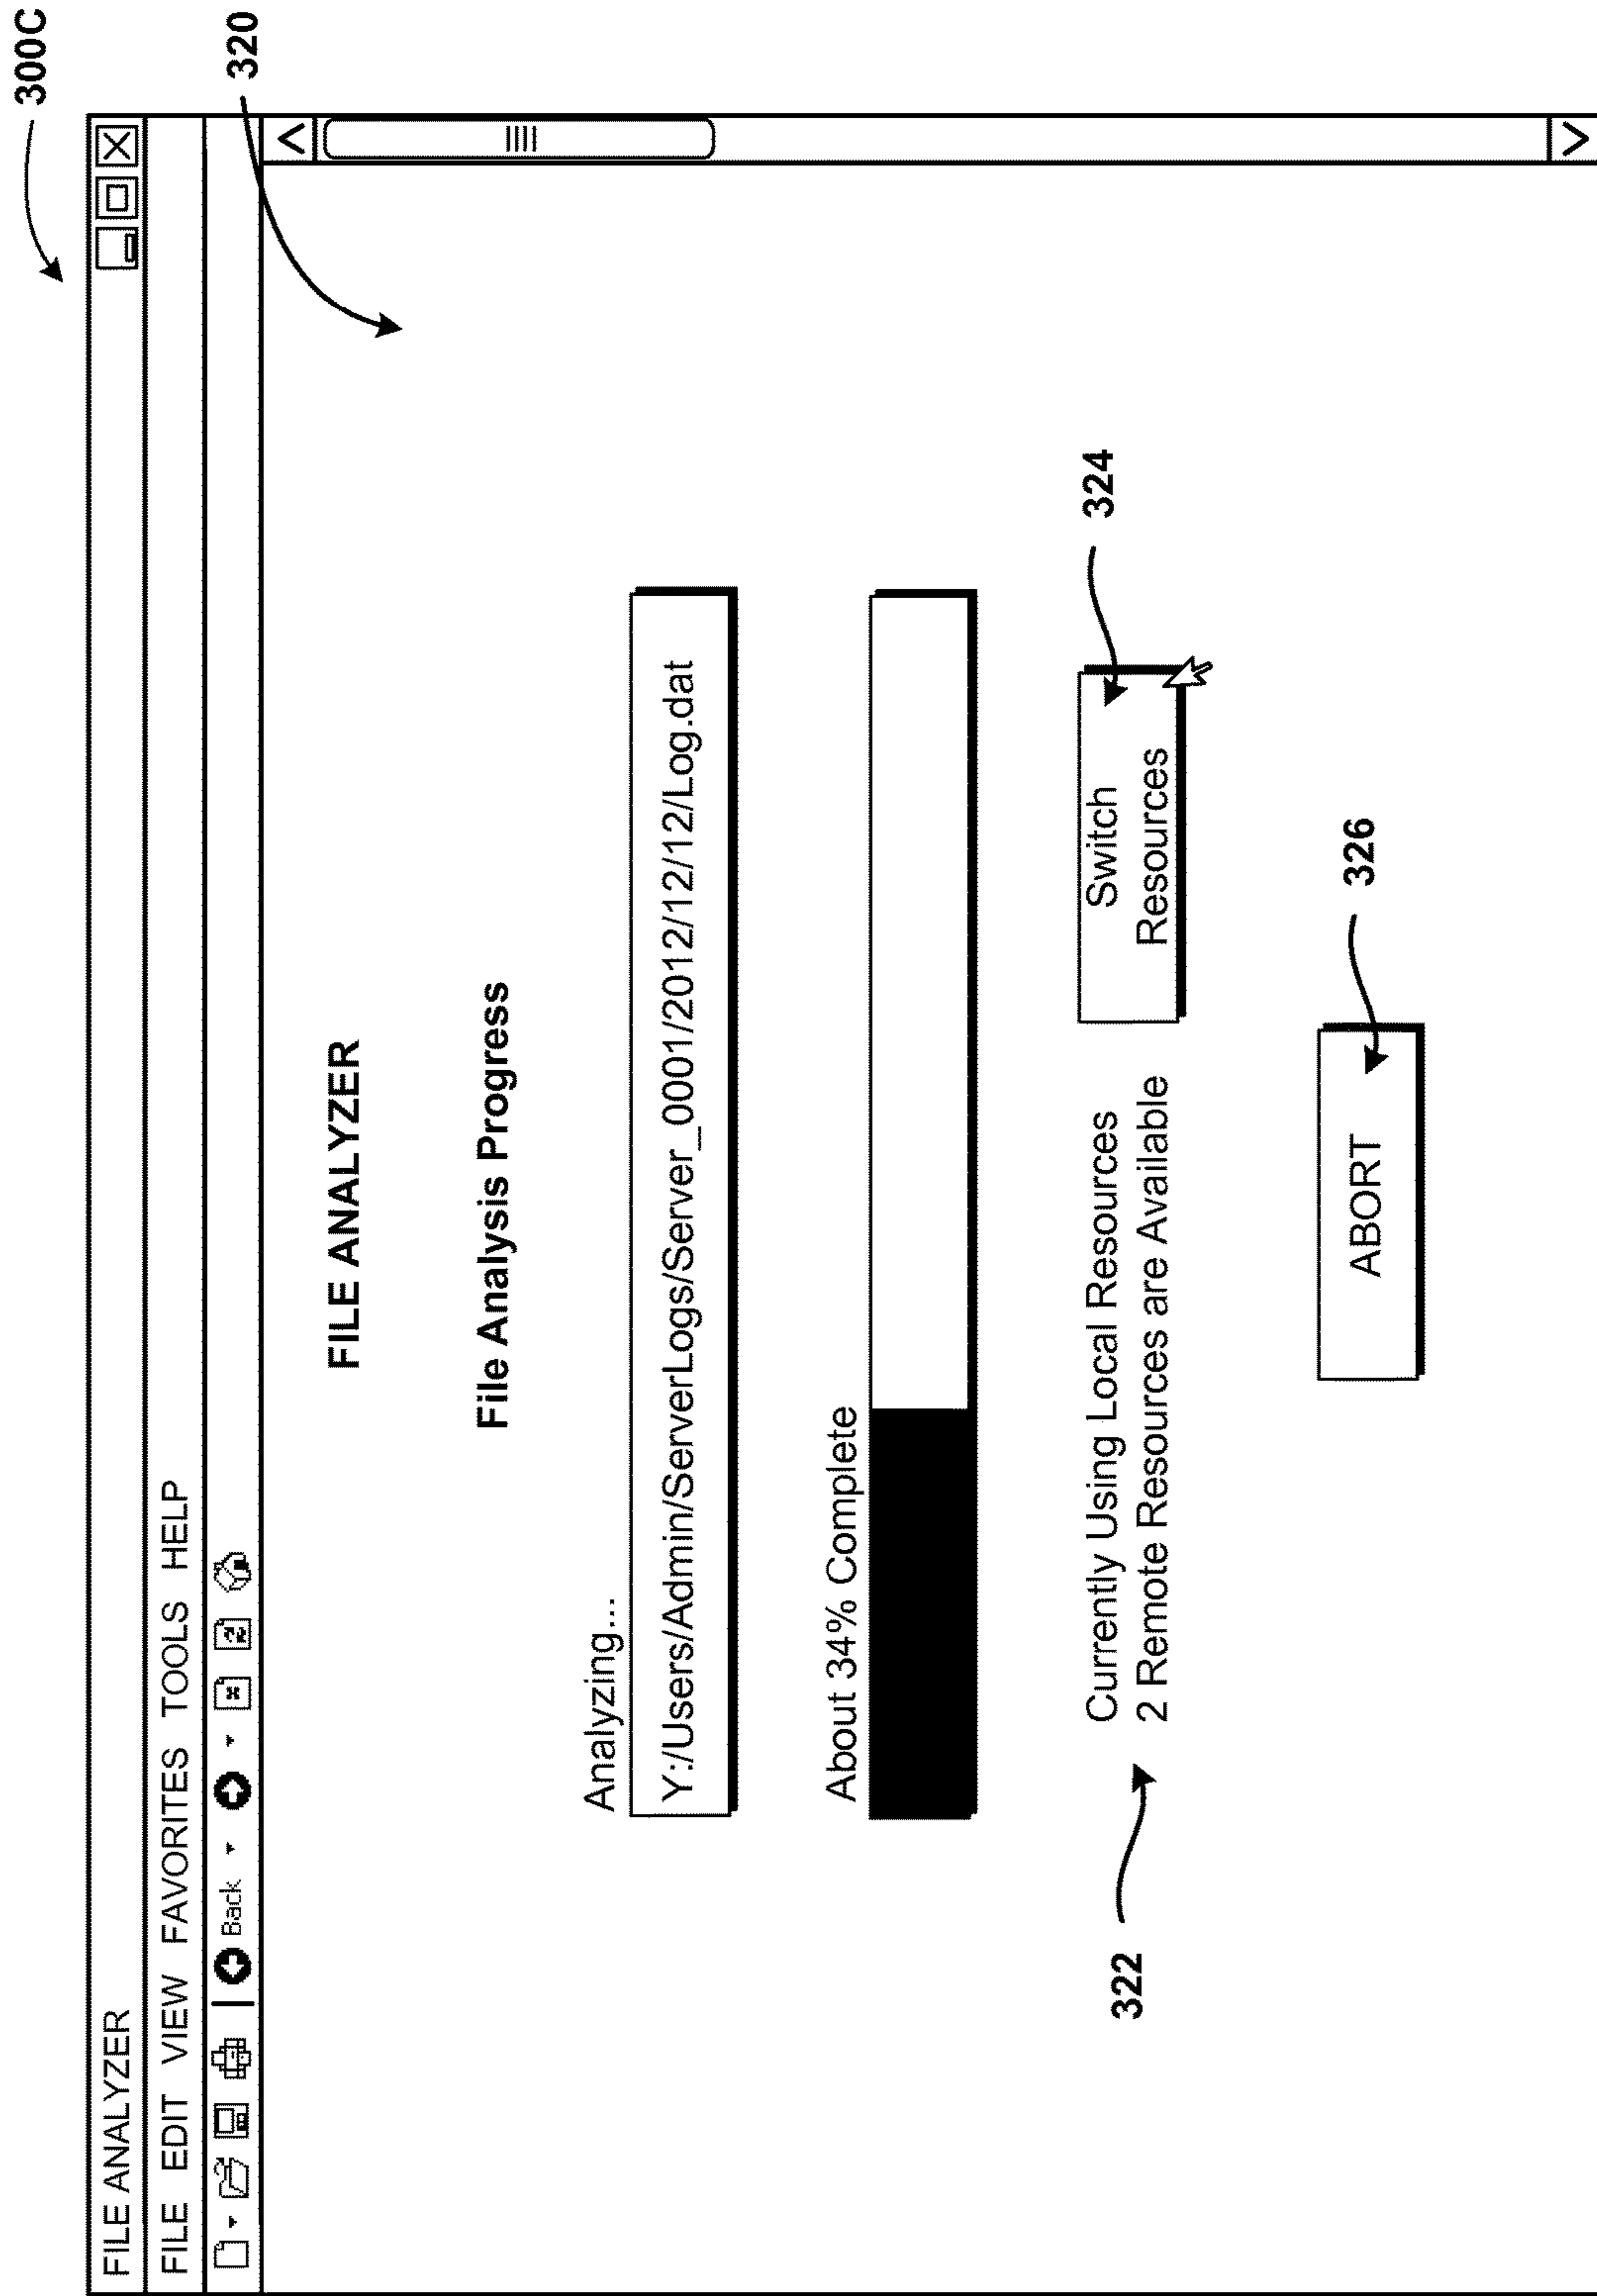 300C
FILE ANALYZER
FILE EDIT VIEW FAVORITES TOOLS HELP
Back
320
FILE ANALYZER
File Analysis Progress
Analyzing...
Y:/Users/Admin/ServerLogs/Server_0001/2012/12/12/Log.dat
About 34% Complete
322
Currently Using Local Resources
2 Remote Resources are Available
Switch
Resources
324
ABORT
326